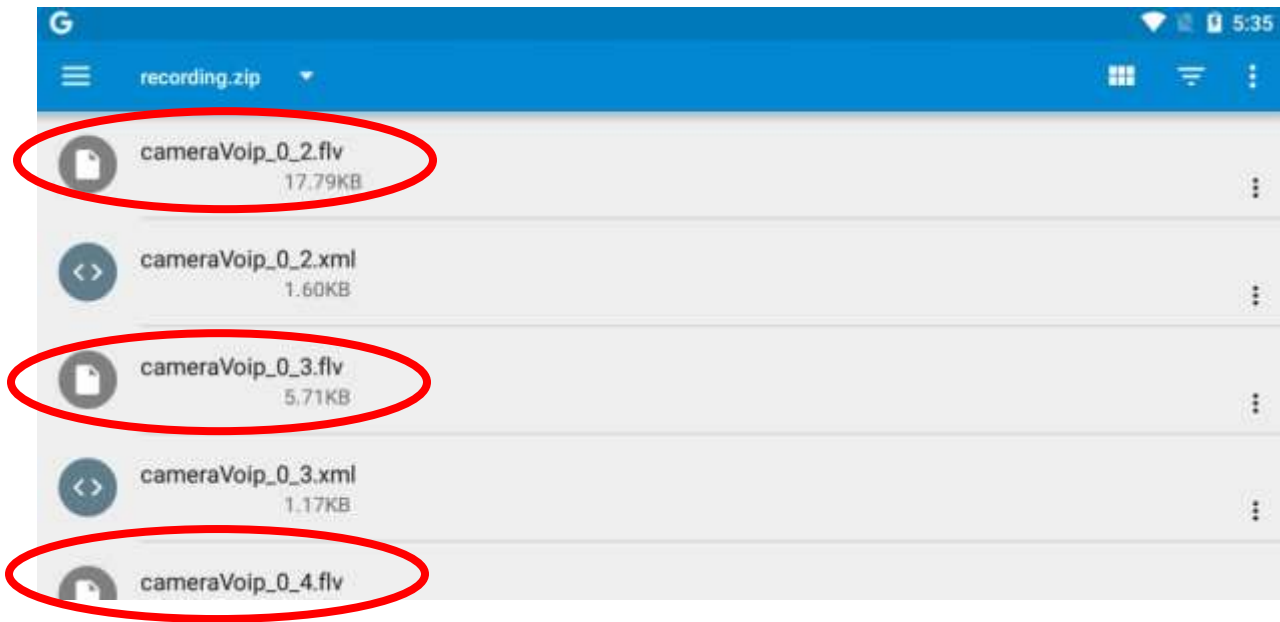 G 5:35
recording.zip
cameraVoip_0_2.flv
17.79KB
cameraVoip_0_2.xml
1.60KB
cameraVoip_0_3.flv
5.71KB
cameraVoip_0_3.xml
1.17KB
cameraVoip_0_4.flv